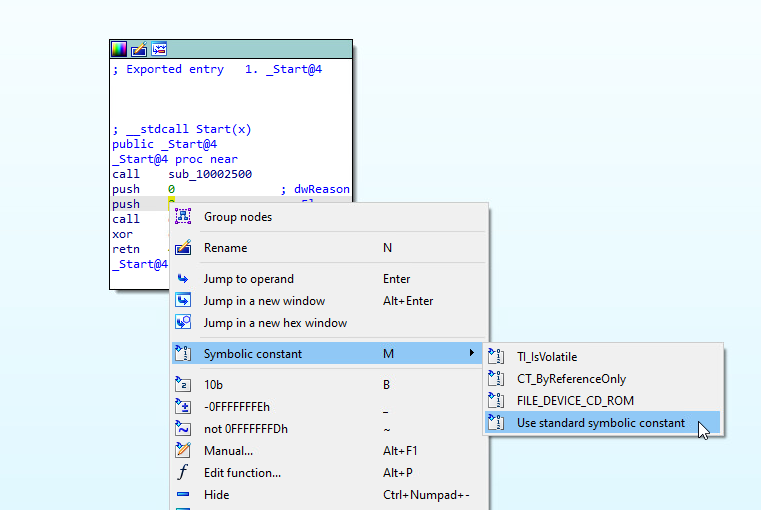 ; Exported entry   1. _Start@4
; __stdcall Start(x)
public _Start@4
_Start@4 proc near
call    sub_10002500
push    0               ; dwReason
push
call
xor
retn
_Start@4
Group nodes
Rename N
Jump to operand Enter
Jump in a new window Alt+Enter
Jump in a new hex window
Symbolic constant M
TI_IsVolatile
CT_ByReferenceOnly
FILE_DEVICE_CD_ROM
Use standard symbolic constant
10b B
-0FFFFFFFEh _
not 0FFFFFFFDh ~
Manual... Alt+F1
Edit function... Alt+P
Hide Ctrl+Numpad+-